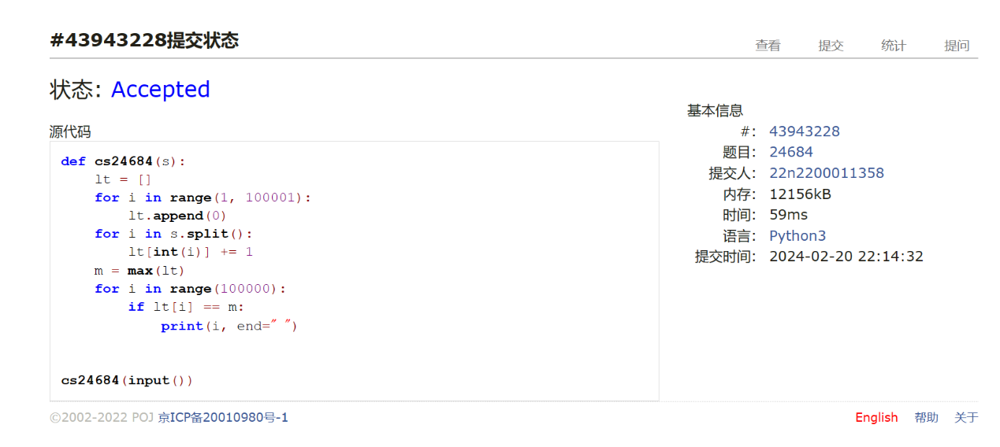 #43943228提交状态
查看 提交 统计 提问
状态: Accepted
源代码
def cs24684(s):
    lt = []
    for i in range(1, 100001):
        lt.append(0)
    for i in s.split():
        lt[int(i)] += 1
    m = max(lt)
    for i in range(100000):
        if lt[i] == m:
            print(i, end=" ")
cs24684(input())
基本信息
#: 43943228
题目: 24684
提交人: 22n2200011358
内存: 12156kB
时间: 59ms
语言: Python3
提交时间: 2024-02-20 22:14:32
©2002-2022 POJ 京ICP备20010980号-1
English 帮助 关于